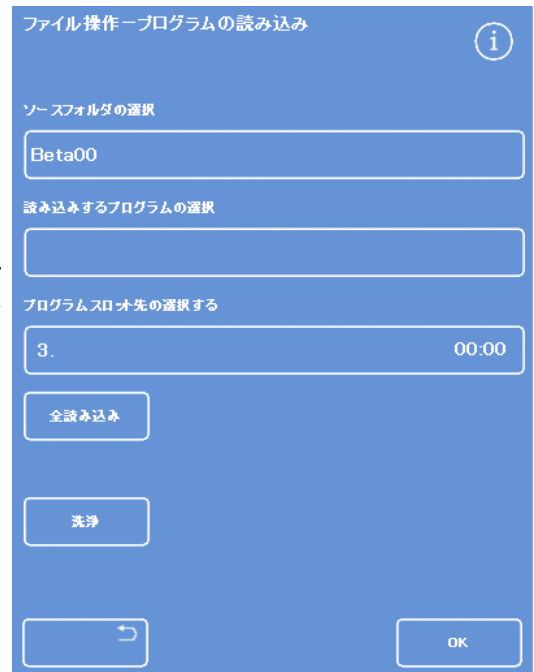 ファイル操作－プログラムの読み込み
i
ソースフォルダの選択
Beta00
読み込みするプログラムの選択
プログラムスロット先の選択する
3. 00:00
全読み込み
洗浄
OK